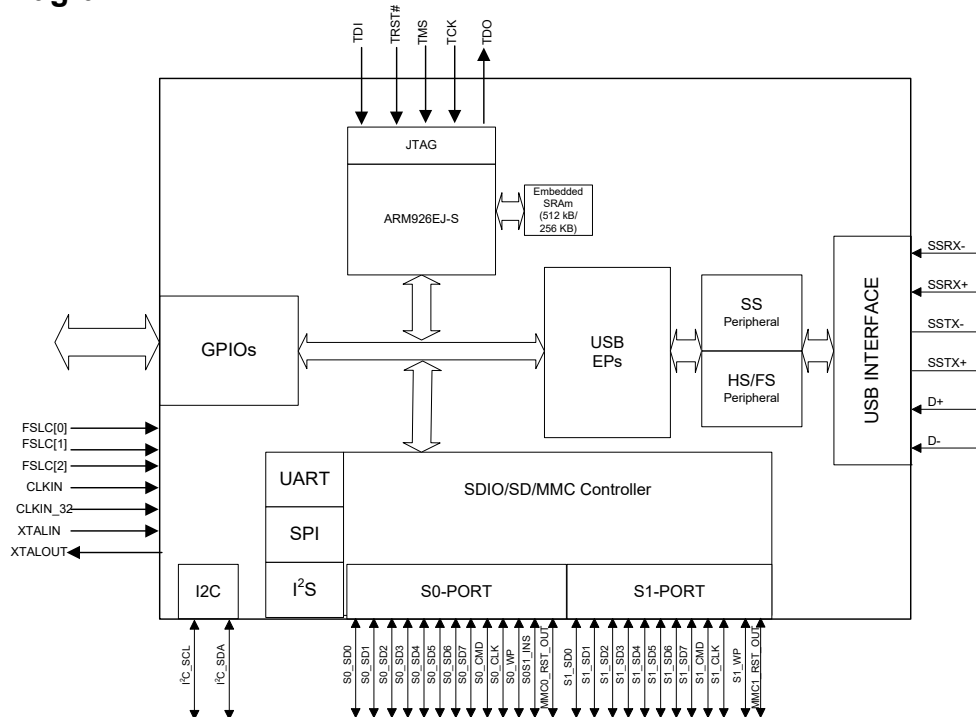 TDI
TRST#
TMS
TCK
TDO
JTAG
ARM926EJ-S
Embedded
SRAm
(512 kB/
256 KB)
GPIOs
USB
EPs
SS
Peripheral
HS/FS
Peripheral
USB INTERFACE
SSRX-
SSRX+
SSTX-
SSTX+
D+
D-
FSLC[0]
FSLC[1]
FSLC[2]
CLKIN
CLKIN_32
XTALIN
XTALOUT
UART
SPI
I²S
SDIO/SD/MMC Controller
I2C
S0-PORT
S1-PORT
I²C_SCL
I²C_SDA
S0_SD0
S0_SD1
S0_SD2
S0_SD3
S0_SD4
S0_SD5
S0_SD6
S0_SD7
S0_CMD
S0_CLK
S0_WP
S0S1_INS
MMC0_RST_OUT
S1_SD0
S1_SD1
S1_SD2
S1_SD3
S1_SD4
S1_SD5
S1_SD6
S1_SD7
S1_CMD
S1_CLK
S1_WP
MMC1_RST_OUT